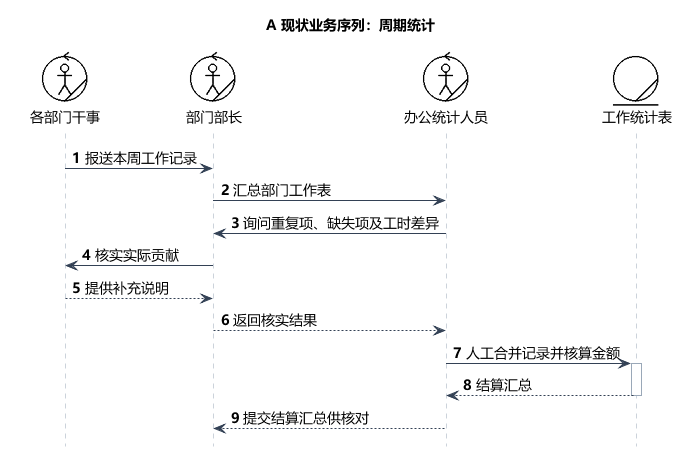 A 现状业务序列：周期统计
各部门干事
部门部长
办公统计人员
工作统计表
1 报送本周工作记录
2 汇总部门工作表
3 询问重复项、缺失项及工时差异
4 核实实际贡献
5 提供补充说明
6 返回核实结果
7 人工合并记录并核算金额
8 结算汇总
9 提交结算汇总供核对